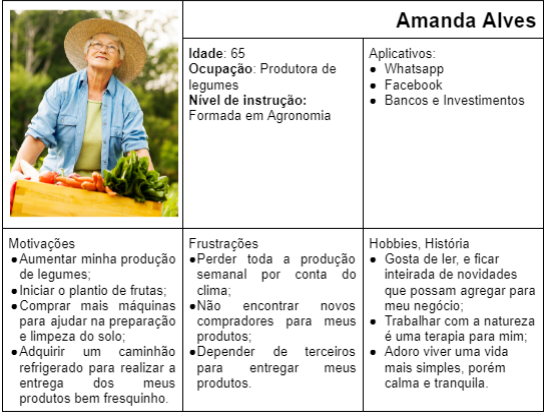 Amanda Alves
Idade: 65
Ocupação: Produtora de
legumes
Nível de instrução:
Formada em Agronomia
Aplicativos:
● Whatsapp
● Facebook
● Bancos e Investimentos
Motivações
●Aumentar minha produção
de legumes;
●Iniciar o plantio de frutas;
●Comprar mais máquinas
para ajudar na preparação
e limpeza do solo;
●Adquirir um caminhão
refrigerado para realizar a
entrega dos meus
produtos bem fresquinho.
Frustrações
●Perder toda a produção
semanal por conta do
clima;
●Não encontrar novos
compradores para meus
produtos;
●Depender de terceiros
para entregar meus
produtos.
Hobbies, História
● Gosta de ler, e ficar
inteirada de novidades
que possam agregar para
meu negócio;
● Trabalhar com a natureza
é uma terapia para mim;
● Adoro viver uma vida
mais simples, porém
calma e tranquila.